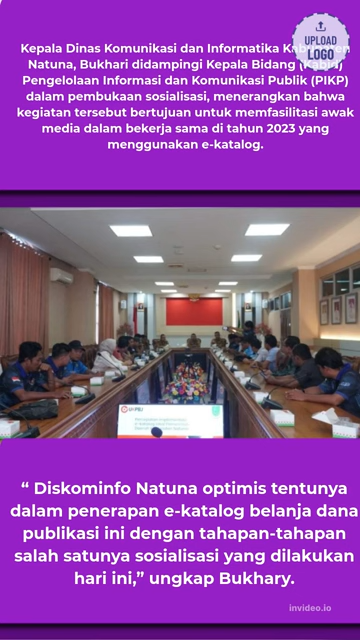 Kepala Dinas Komunikasi dan Informatika
UPLOAD
LOGO
Natuna, Bukhari didampingi Kepala Bidang (Kabid)
Pengelolaan Informasi dan Komunikasi Publik (PIKP)
dalam pembukaan sosialisasi, menerangkan bahwa
kegiatan tersebut bertujuan untuk memfasilitasi awak
media dalam bekerja sama di tahun 2023 yang
menggunakan e-katalog.
“ Diskominfo Natuna optimis tentunya
dalam penerapan e-katalog belanja dana
publikasi ini dengan tahapan-tahapan
salah satunya sosialisasi yang dilakukan
hari ini,” ungkap Bukhary.
invideo.io